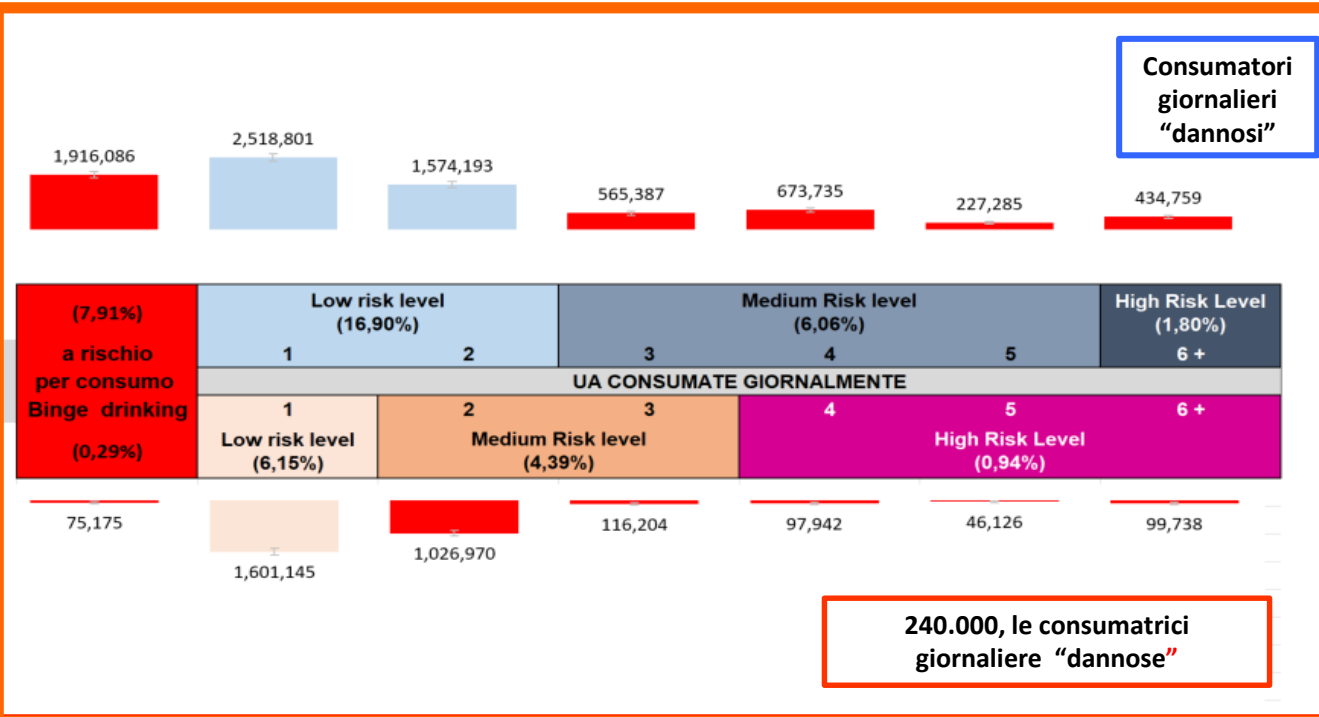 Consumatori
giornalieri
“dannosi”
1,916,086
2,518,801
1,574,193
565,387
673,735
227,285
434,759
(7,91%)
a rischio
per consumo
Binge drinking
(0,29%)
Low risk level
(16,90%)
Medium Risk level
(6,06%)
High Risk Level
(1,80%)
1 2 3 4 5 6 +
UA CONSUMATE GIORNALMENTE
1 2 3 4 5 6 +
Low risk level
(6,15%)
Medium Risk level
(4,39%)
High Risk Level
(0,94%)
75,175
1,601,145
1,026,970
116,204
97,942
46,126
99,738
240.000, le consumatrici
giornaliere “dannose”